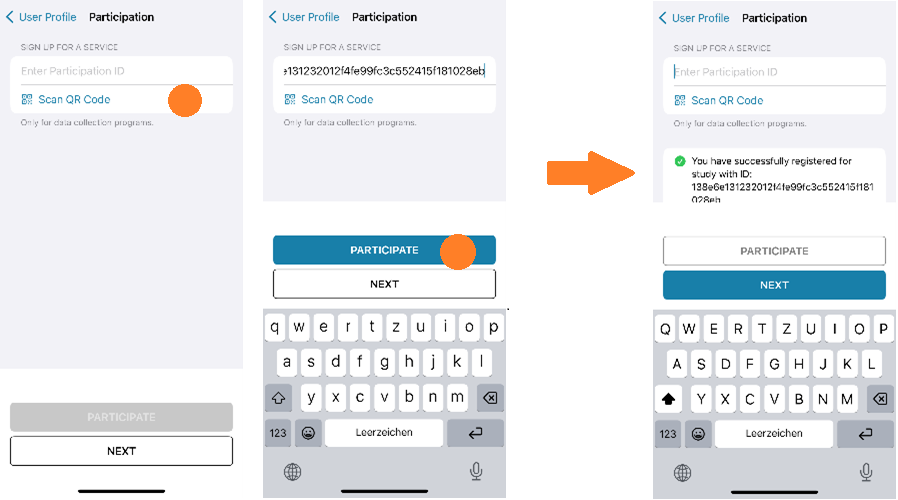 User Profile Participation
SIGN UP FOR A SERVICE
Enter Participation ID
Scan QR Code
Only for data collection programs.
PARTICIPATE
NEXT
User Profile Participation
SIGN UP FOR A SERVICE
e131232012f4fe99fc3c552415f181028eb
Scan QR Code
Only for data collection programs.
PARTICIPATE
NEXT
q w e r t z u i o p
a s d f g h j k l
y x c v b n m
123 Leerzeichen
User Profile Participation
SIGN UP FOR A SERVICE
Enter Participation ID
Scan QR Code
Only for data collection programs.
You have successfully registered for
study with ID:
138e6e131232012f4fe99fc3c552415f181
028eb
PARTICIPATE
NEXT
Q W E R T Z U I O P
A S D F G H J K L
Y X C V B N M
123 Leerzeichen